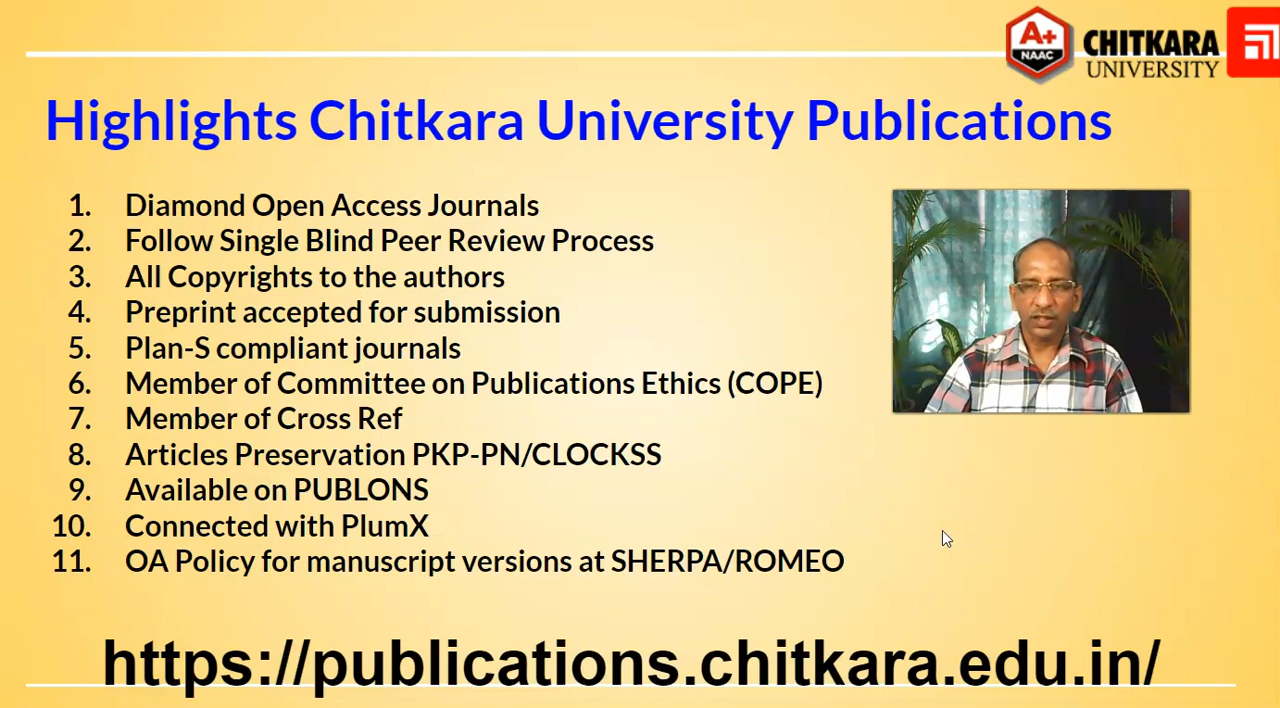 A+
NAAC
CHITKARA
UNIVERSITY
Highlights Chitkara University Publications
1. Diamond Open Access Journals
2. Follow Single Blind Peer Review Process
3. All Copyrights to the authors
4. Preprint accepted for submission
5. Plan-S compliant journals
6. Member of Committee on Publications Ethics (COPE)
7. Member of Cross Ref
8. Articles Preservation PKP-PN/CLOCKSS
9. Available on PUBLONS
10. Connected with PlumX
11. OA Policy for manuscript versions at SHERPA/ROMEO
https://publications.chitkara.edu.in/